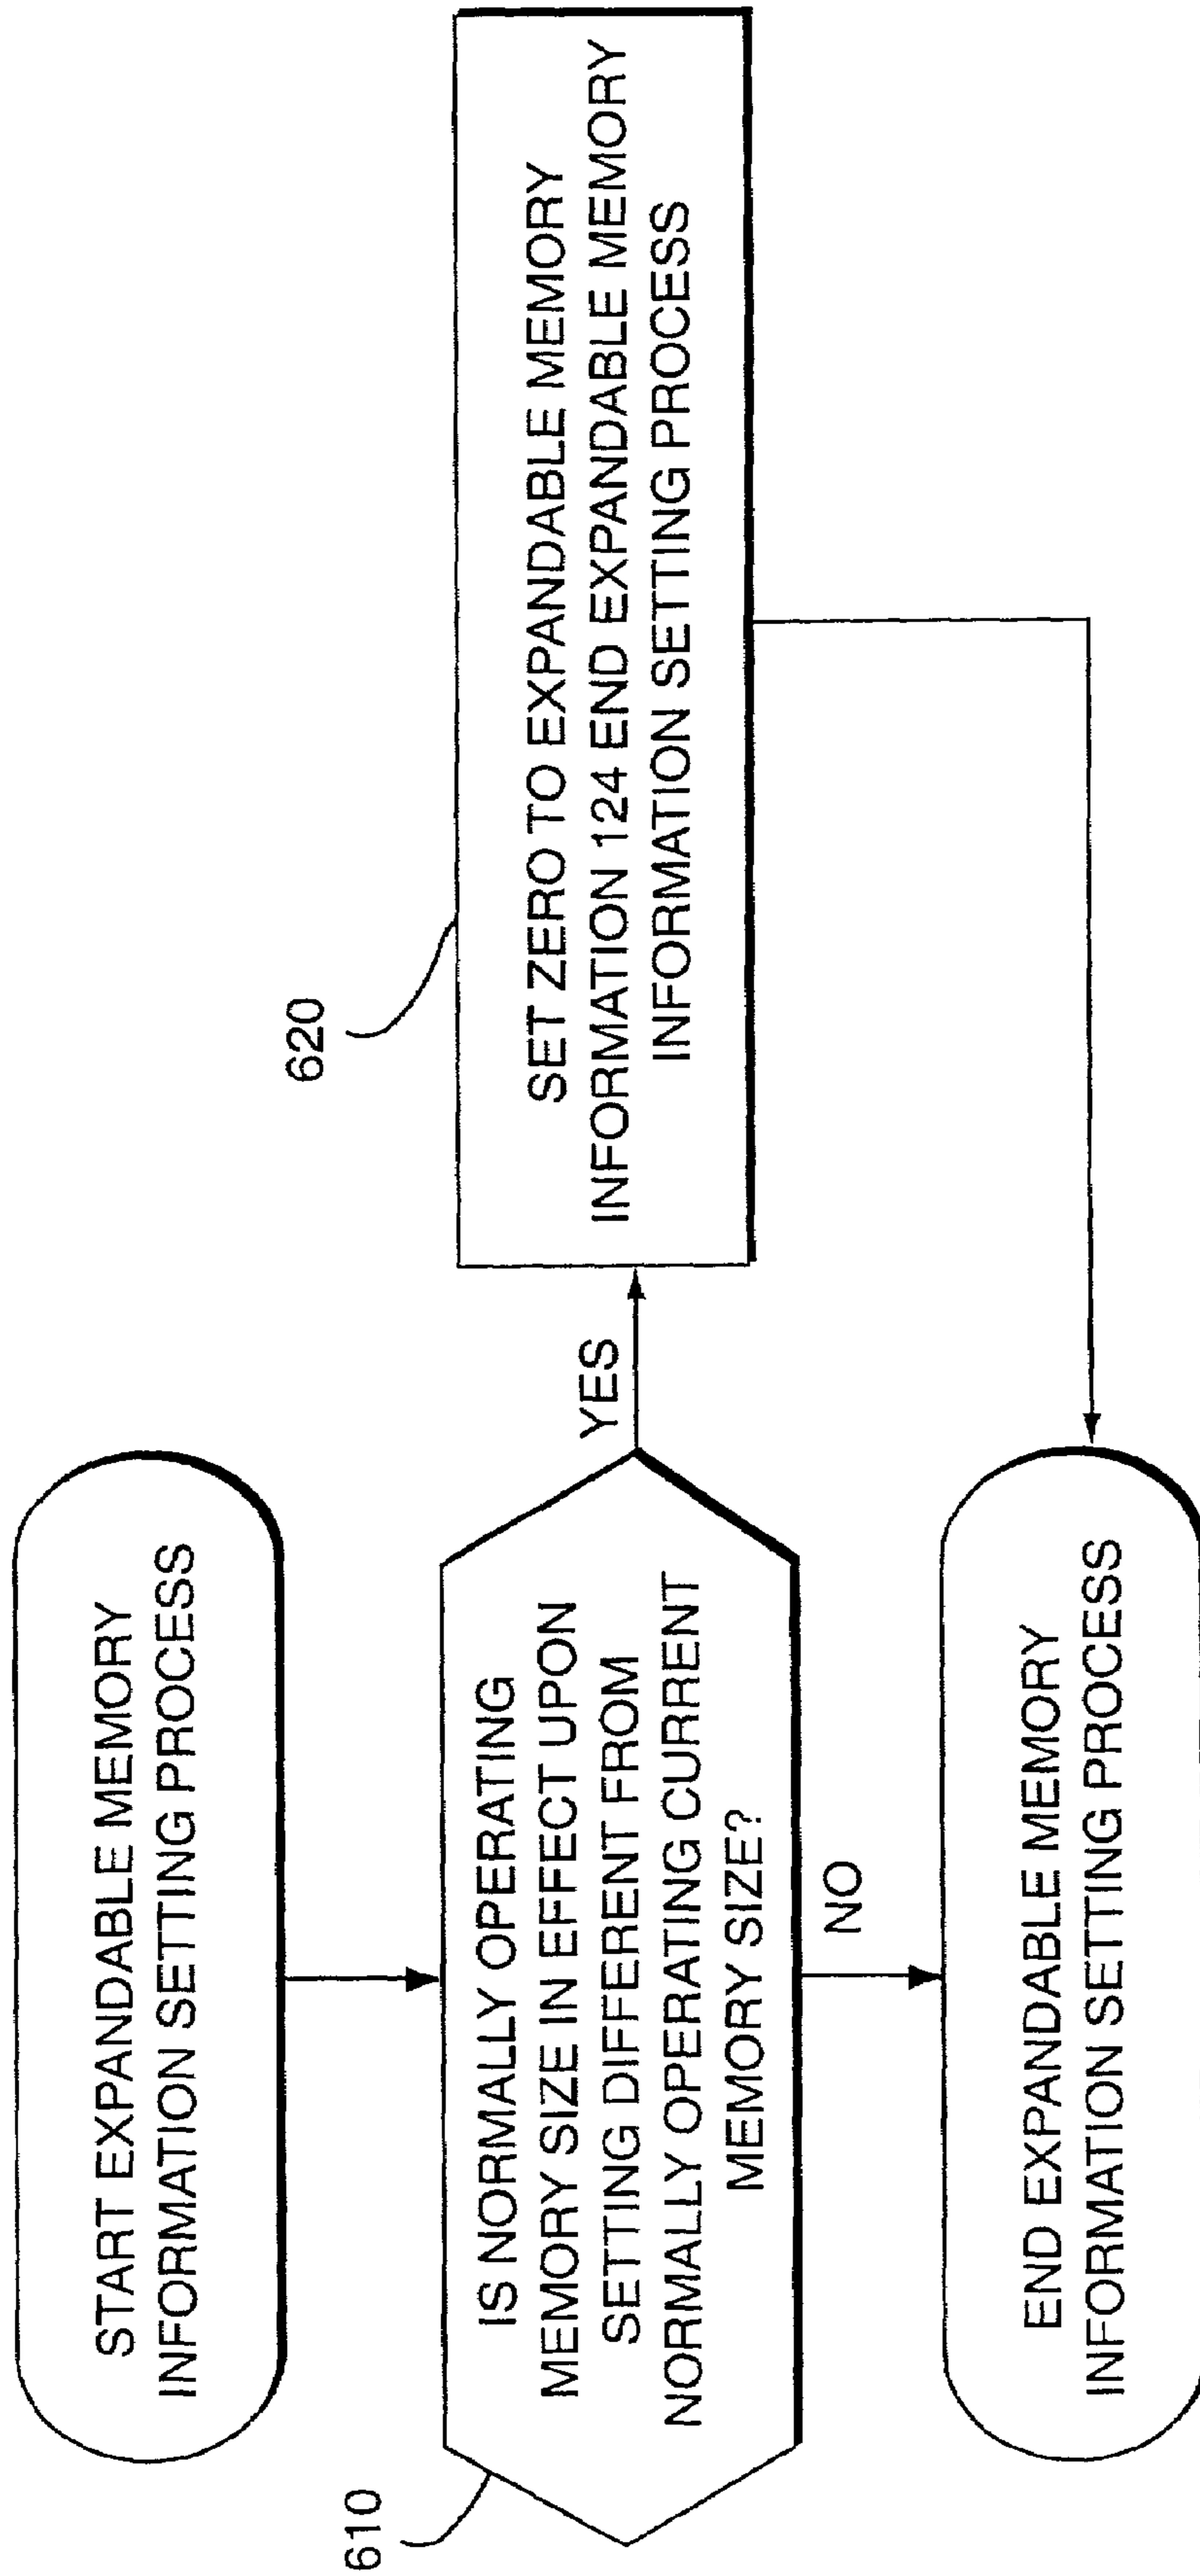 START EXPANDABLE MEMORY
INFORMATION SETTING PROCESS
610
IS NORMALLY OPERATING
MEMORY SIZE IN EFFECT UPON
SETTING DIFFERENT FROM
NORMALLY OPERATING CURRENT
MEMORY SIZE?
YES
620
SET ZERO TO EXPANDABLE MEMORY
INFORMATION 124 END EXPANDABLE MEMORY
INFORMATION SETTING PROCESS
NO
END EXPANDABLE MEMORY
INFORMATION SETTING PROCESS